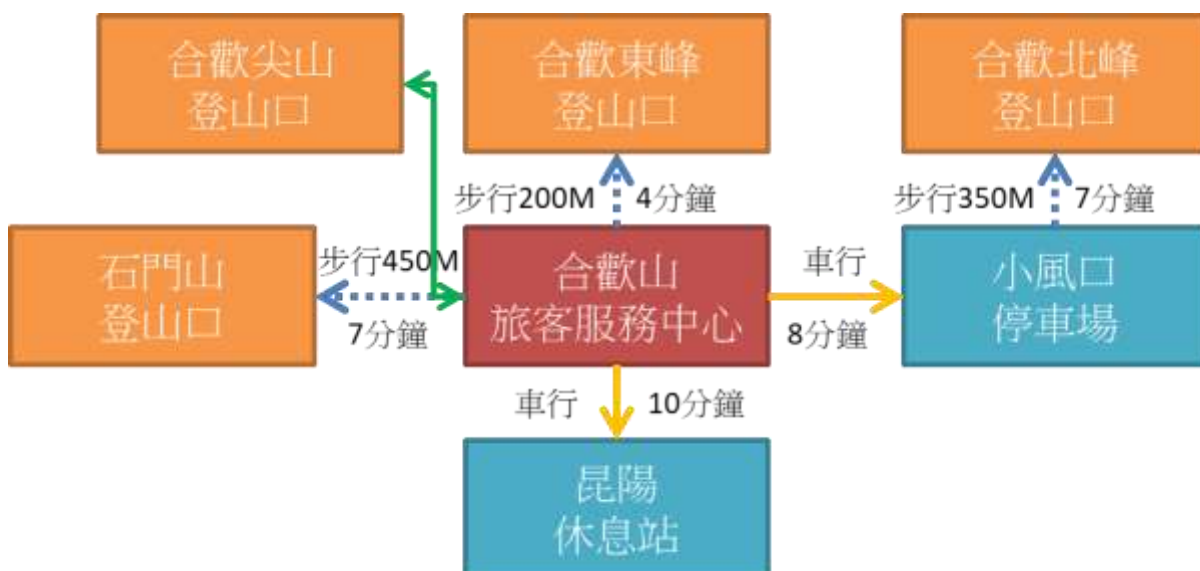 合歡尖山
登山口
合歡東峰
登山口
合歡北峰
登山口
步行200M
4分鐘
步行350M
7分鐘
石門山
登山口
步行450M
7分鐘
合歡山
旅客服務中心
車行
8分鐘
小風口
停車場
車行
10分鐘
昆陽
休息站